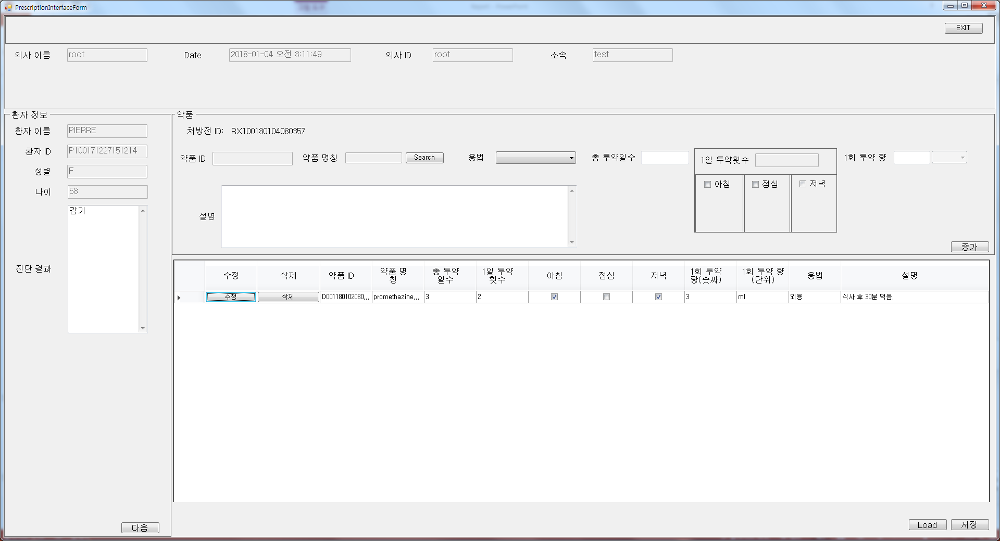 PrescriptionInterfaceForm
EXIT
의사 이름 root Date 2018-01-04 오전 8:11:49 의사 ID root 소속 test
환자 정보
환자 이름 PIERRE
환자 ID P100171227151214
성별 F
나이 58
진단 결과 감기
다음
약품
처방전 ID: RX100180104080357
약품 ID 약품 명칭 Search 용법 총 투약일수 1일 투약횟수 1회 투약 량
아침 점심 저녁
설명
증가
수정 삭제 약품 ID 약품 명칭 총 투약일수 1일 투약횟수 아침 점심 저녁 1회 투약 량(숫짜) 1회 투약 량(단위) 용법 설명
수정 삭제 D001180102080... promethazine... 3 2 3 ml 외용 식사 후 30분 먹음.
Load 저장